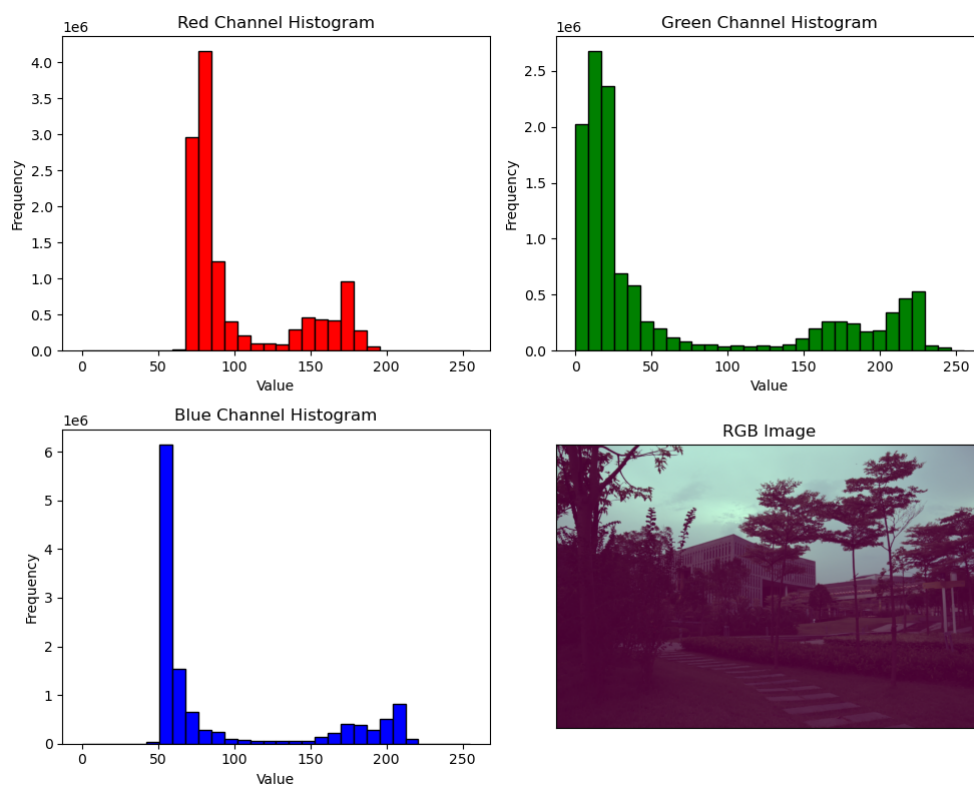 Red Channel Histogram
1e6
4.0
3.5
3.0
2.5
2.0
1.5
1.0
0.5
0.0
Frequency
0 50 100 150 200 250
Value
Green Channel Histogram
1e6
2.5
2.0
1.5
1.0
0.5
0.0
Frequency
0 50 100 150 200 250
Value
Blue Channel Histogram
1e6
6
5
4
3
2
1
0
Frequency
0 50 100 150 200 250
Value
RGB Image